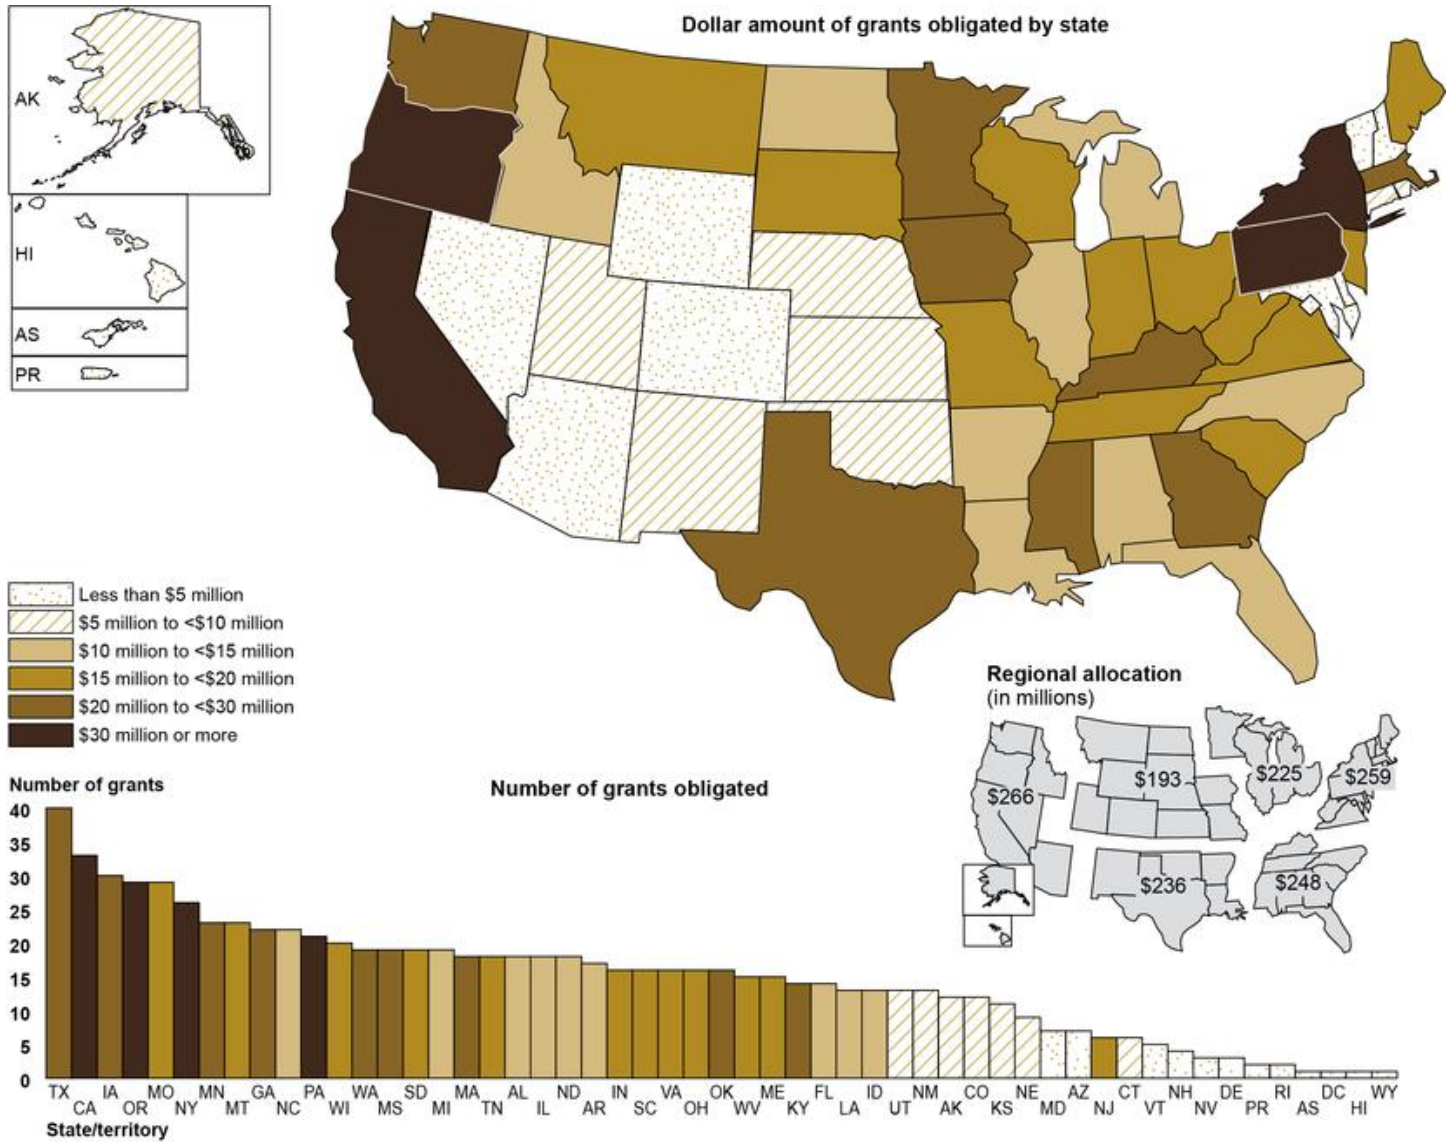 Dollar amount of grants obligated by state
AK
HI
AS
PR
Less than $5 million
$5 million to <$10 million
$10 million to <$15 million
$15 million to <$20 million
$20 million to <$30 million
$30 million or more
Regional allocation
(in millions)
$266
$193
$225
$259
$236
$248
Number of grants
Number of grants obligated
40
35
30
25
20
15
10
5
0
TX IA MO MN GA PA WA SD MA AL ND IN VA OK ME FL ID NM CO NE AZ CT NH DE RI DC WY
CA OR NY MT NC WI MS MI TN IL AR SC OH WV KY LA UT AK KS MD NJ VT NV PR AS HI
State/territory